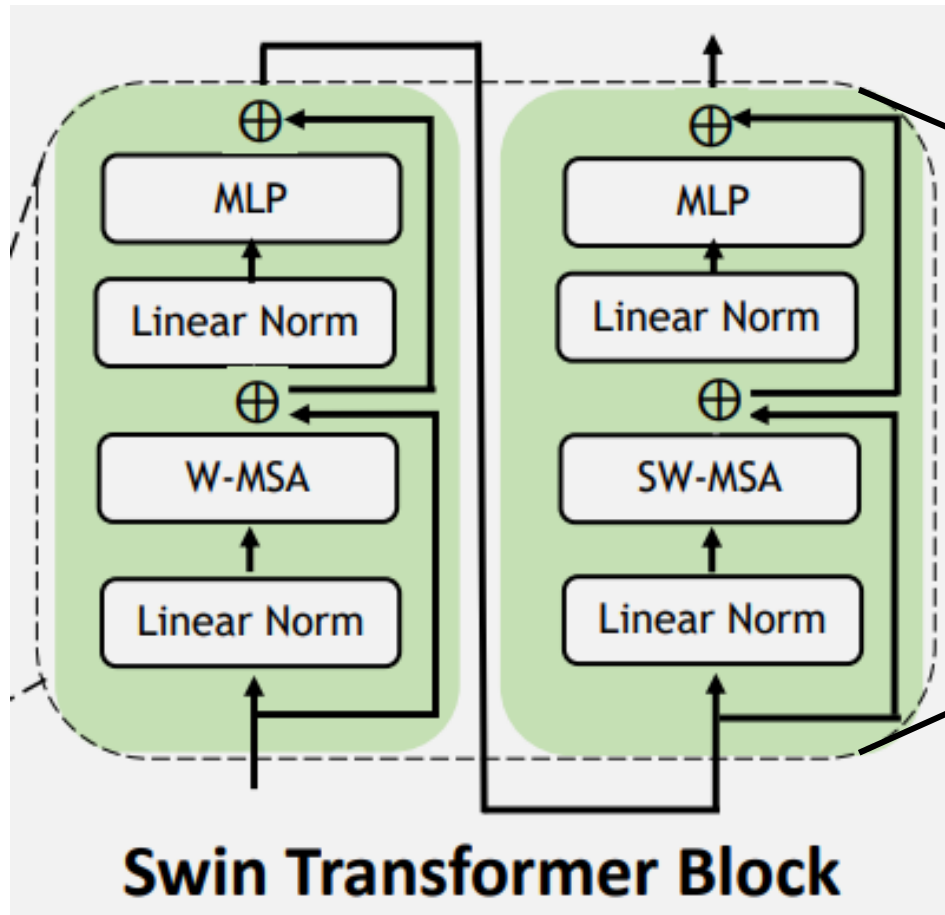 MLP
Linear Norm
W-MSA
Linear Norm
MLP
Linear Norm
SW-MSA
Linear Norm
Swin Transformer Block